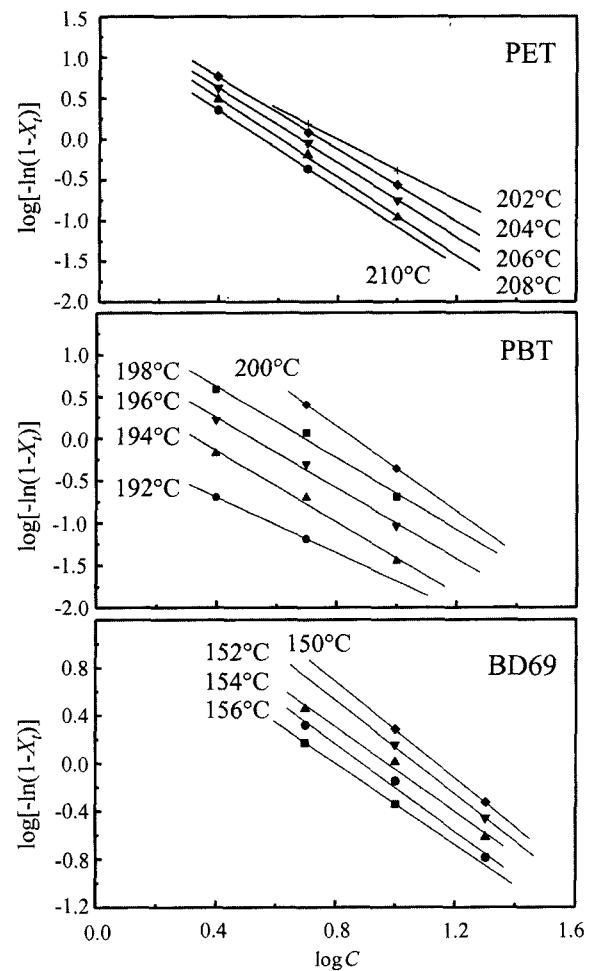 PET
1.5
1.0
0.5
0.0
-0.5
-1.0
-1.5
-2.0
log[-ln(1-Xₜ)]
202°C
204°C
206°C
208°C
210°C
PBT
1.0
0.5
0.0
-0.5
-1.0
-1.5
-2.0
log[-ln(1-Xₜ)]
198°C
200°C
196°C
194°C
192°C
BD69
0.8
0.4
0.0
-0.4
-0.8
-1.2
log[-ln(1-Xₜ)]
152°C
150°C
154°C
156°C
0.0 0.4 0.8 1.2 1.6
logC